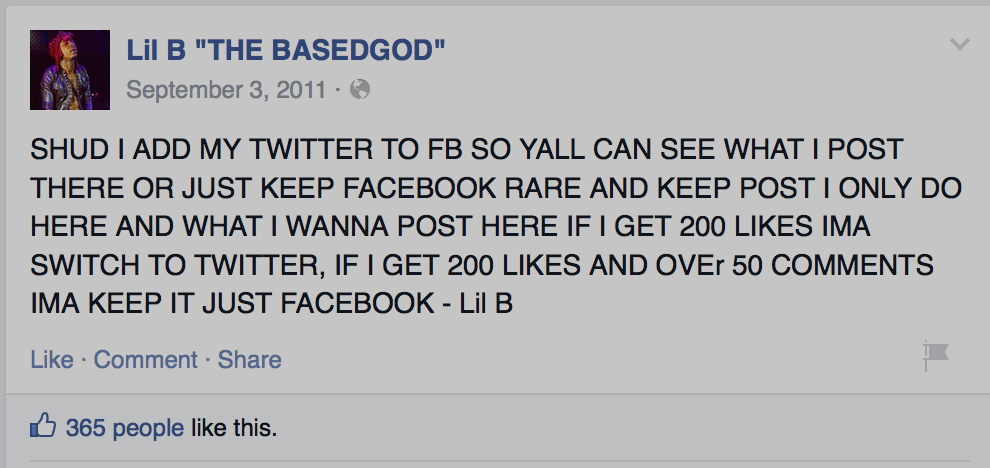 Lil B "THE BASEDGOD"
September 3, 2011 ·
SHUD I ADD MY TWITTER TO FB SO YALL CAN SEE WHAT I POST
THERE OR JUST KEEP FACEBOOK RARE AND KEEP POST I ONLY DO
HERE AND WHAT I WANNA POST HERE IF I GET 200 LIKES IMA
SWITCH TO TWITTER, IF I GET 200 LIKES AND OVEr 50 COMMENTS
IMA KEEP IT JUST FACEBOOK - Lil B
Like · Comment · Share
365 people like this.